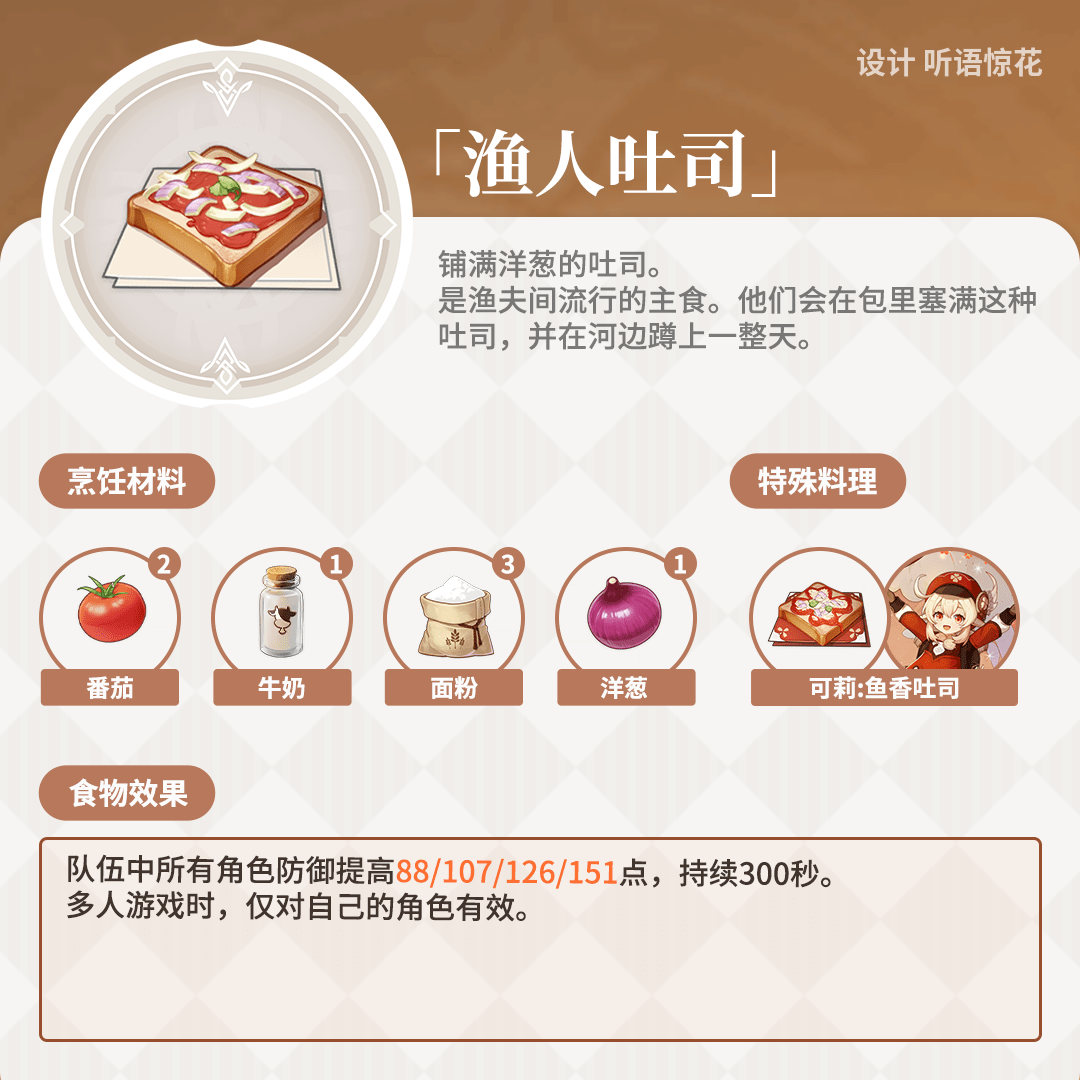 设计 听语惊花
「渔人吐司」
铺满洋葱的吐司。
是渔夫间流行的主食。他们会在包里塞满这种
吐司，并在河边蹲上一整天。
烹饪材料
特殊料理
2
1
3
1
番茄
牛奶
面粉
洋葱
可莉:鱼香吐司
食物效果
队伍中所有角色防御提高88/107/126/151点，持续300秒。
多人游戏时，仅对自己的角色有效。